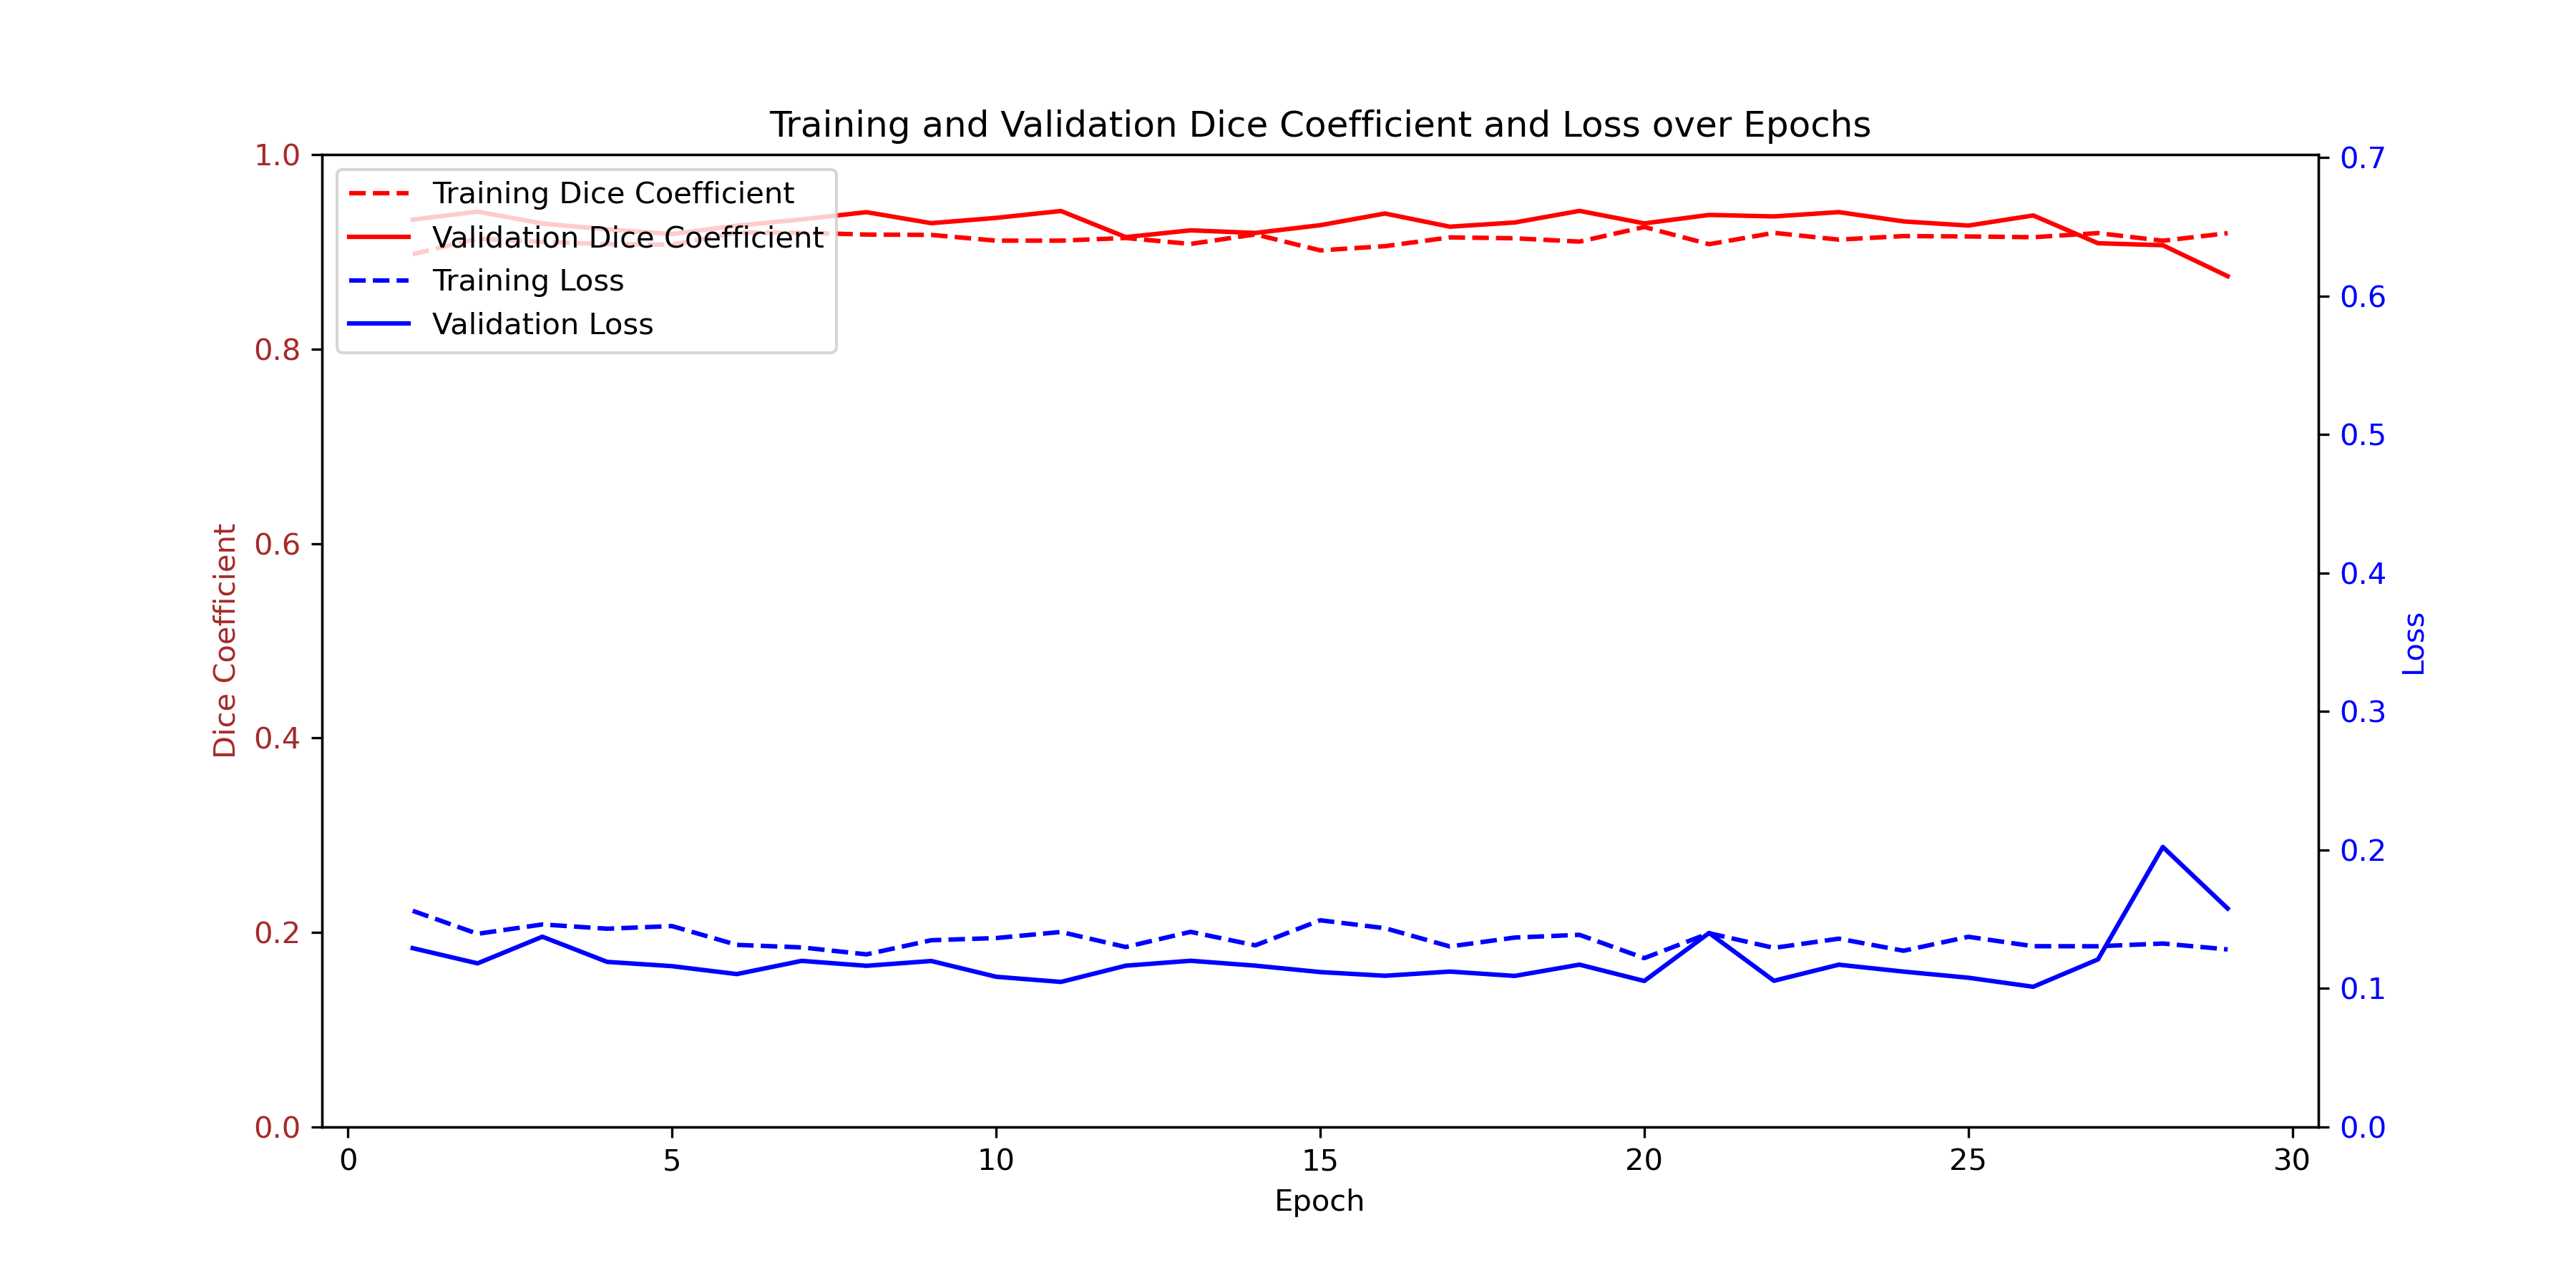 Training and Validation Dice Coefficient and Loss over Epochs
1.0
0.8
0.6
0.4
0.2
0.0
Dice Coefficient
Training Dice Coefficient
Validation Dice Coefficient
Training Loss
Validation Loss
0.7
0.6
0.5
0.4
0.3
0.2
0.1
0.0
Loss
0 5 10 15 20 25 30
Epoch